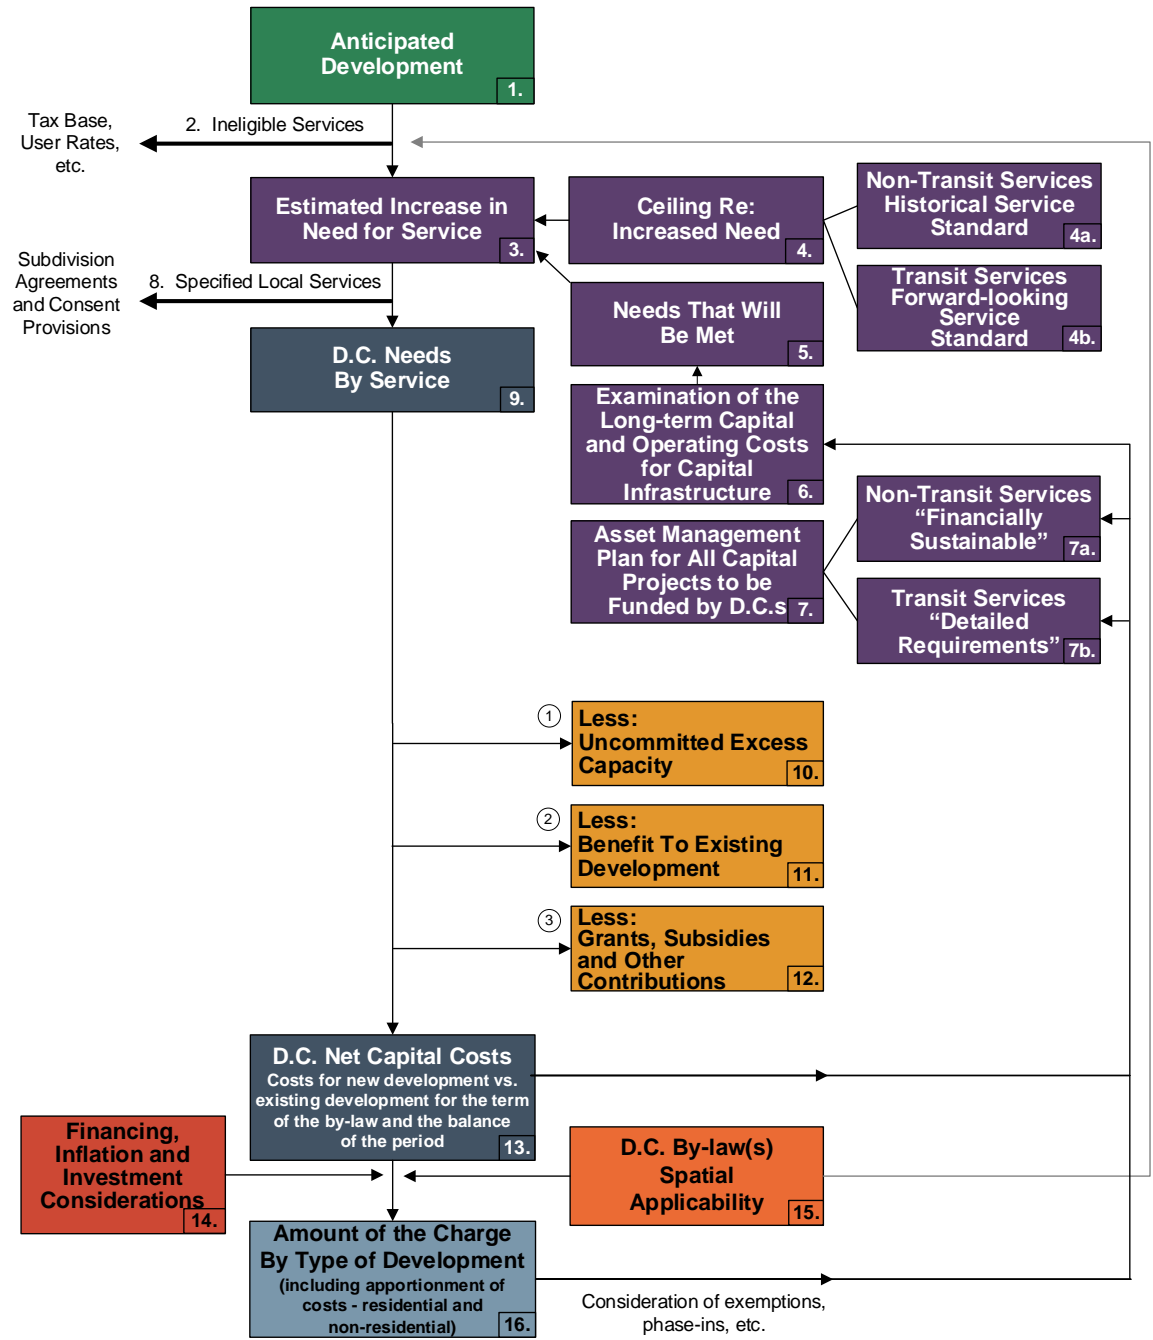 Anticipated
Development
1.
2. Ineligible Services
Tax Base,
User Rates,
etc.
Estimated Increase in
Need for Service
3.
Ceiling Re:
Increased Need
4.
Non-Transit Services
Historical Service
Standard
4a.
Transit Services
Forward-looking
Service
Standard
4b.
8. Specified Local Services
Subdivision
Agreements
and Consent
Provisions
Needs That Will
Be Met
5.
D.C. Needs
By Service
9.
Examination of the
Long-term Capital
and Operating Costs
for Capital
Infrastructure
6.
Asset Management
Plan for All Capital
Projects to be
Funded by D.C.s
7.
Non-Transit Services
“Financially
Sustainable”
7a.
Transit Services
“Detailed
Requirements”
7b.
1
Less:
Uncommitted Excess
Capacity
10.
2
Less:
Benefit To Existing
Development
11.
3
Less:
Grants, Subsidies
and Other
Contributions
12.
D.C. Net Capital Costs
Costs for new development vs.
existing development for the term
of the by-law and the balance
of the period
13.
Financing,
Inflation and
Investment
Considerations
14.
D.C. By-law(s)
Spatial
Applicability
15.
Amount of the Charge
By Type of Development
(including apportionment of
costs - residential and
non-residential)
16.
Consideration of exemptions,
phase-ins, etc.